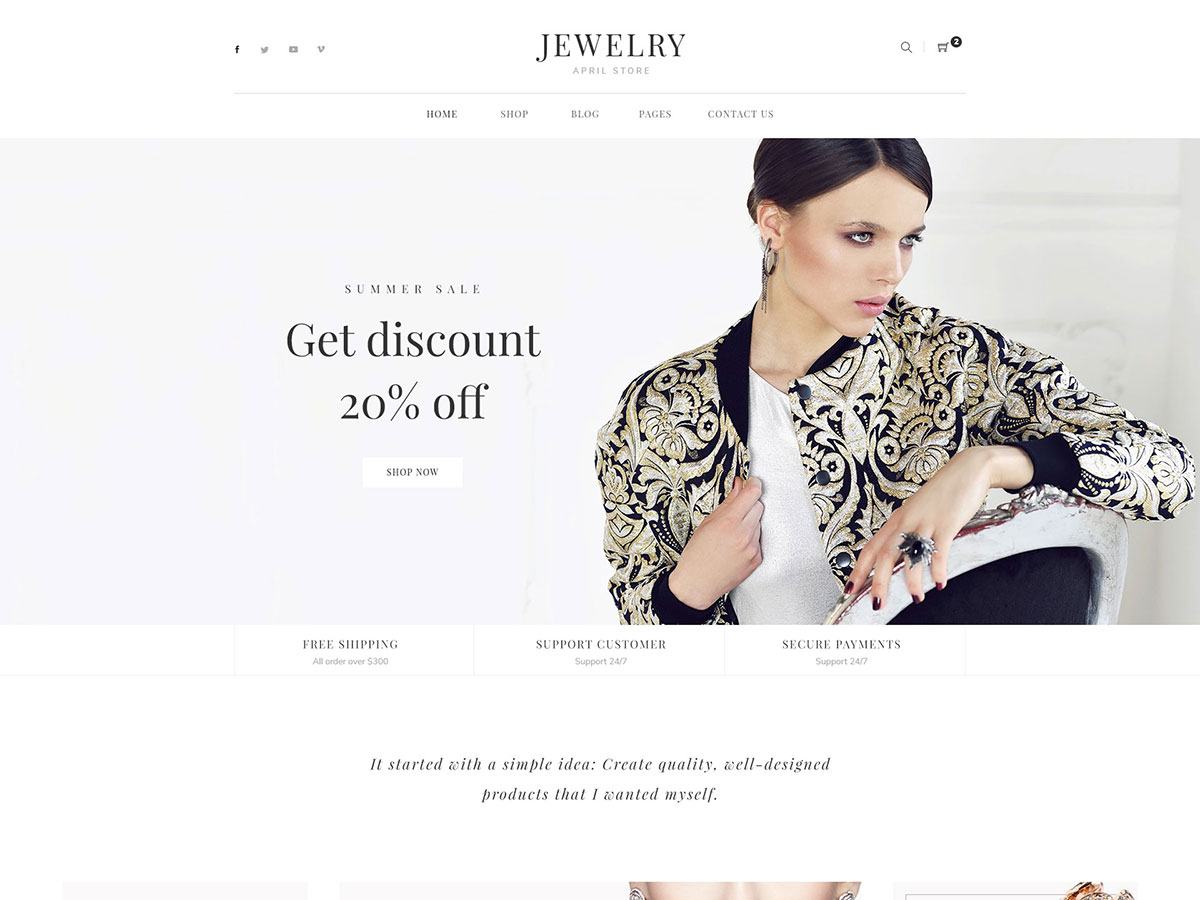 JEWELRY
APRIL STORE
2
HOME SHOP BLOG PAGES CONTACT US
SUMMER SALE
Get discount
20% off
SHOP NOW
FREE SHIPPING
All order over $300
SUPPORT CUSTOMER
Support 24/7
SECURE PAYMENTS
Support 24/7
It started with a simple idea: Create quality, well-designed
products that I wanted myself.